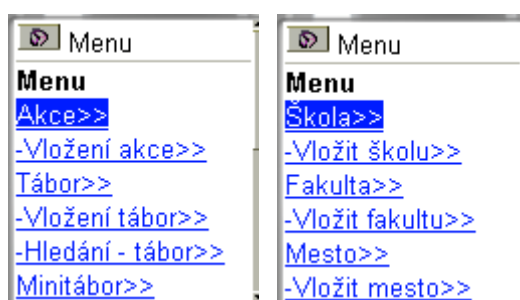 Menu
Menu
Akce>>
-Vložení akce>>
Tábor>>
-Vložení tábor>>
-Hledání - tábor>>
Minitábor>>
Menu
Menu
Škola>>
-Vložit školu>>
Fakulta>>
-Vložit fakultu>>
Mesto>>
-Vložit mesto>>